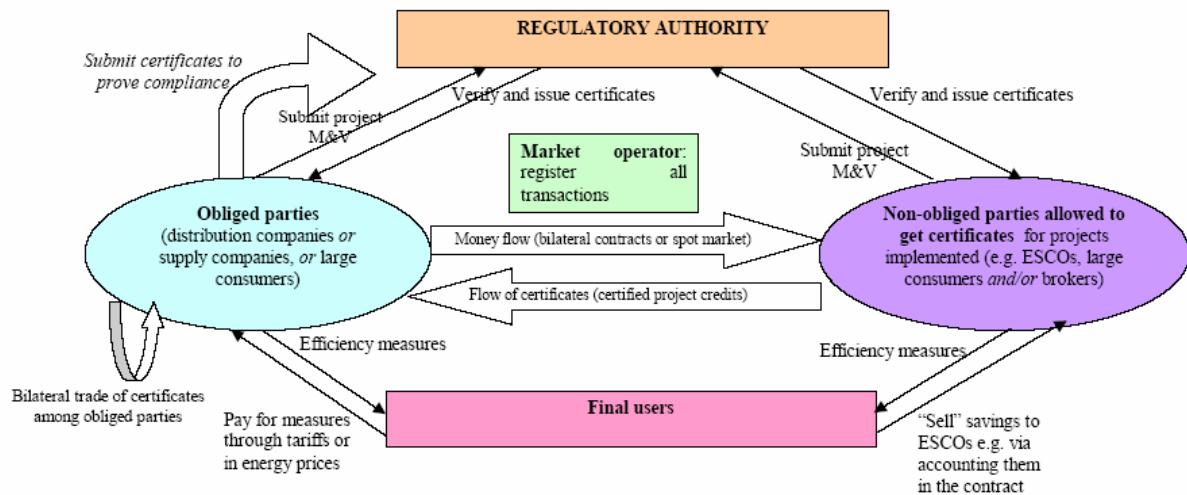 REGULATORY AUTHORITY
Submit certificates to
prove compliance
Verify and issue certificates
Verify and issue certificates
Submit project
M&V
Submit project
M&V
Market operator:
register all
transactions
Obliged parties
(distribution companies or
supply companies, or large
consumers)
Money flow (bilateral contracts or spot market)
Flow of certificates (certified project credits)
Non-obliged parties allowed to
get certificates for projects
implemented (e.g. ESCOs, large
consumers and/or brokers)
Efficiency measures
Efficiency measures
Bilateral trade of certificates
among obliged parties
Final users
Pay for measures
through tariffs or
in energy prices
“Sell” savings to
ESCOs e.g. via
accounting them
in the contract